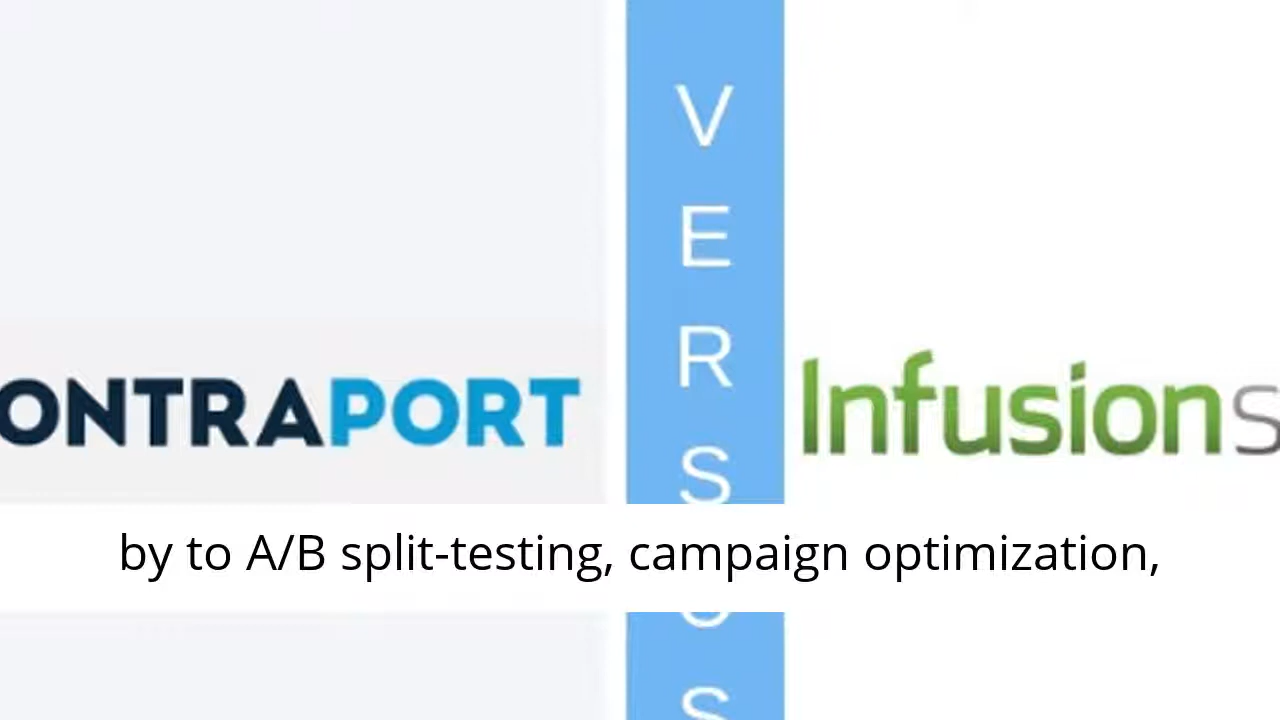 V
E
R
S
U
S
ONTRAPORT
Infusions
by to A/B split-testing, campaign optimization,